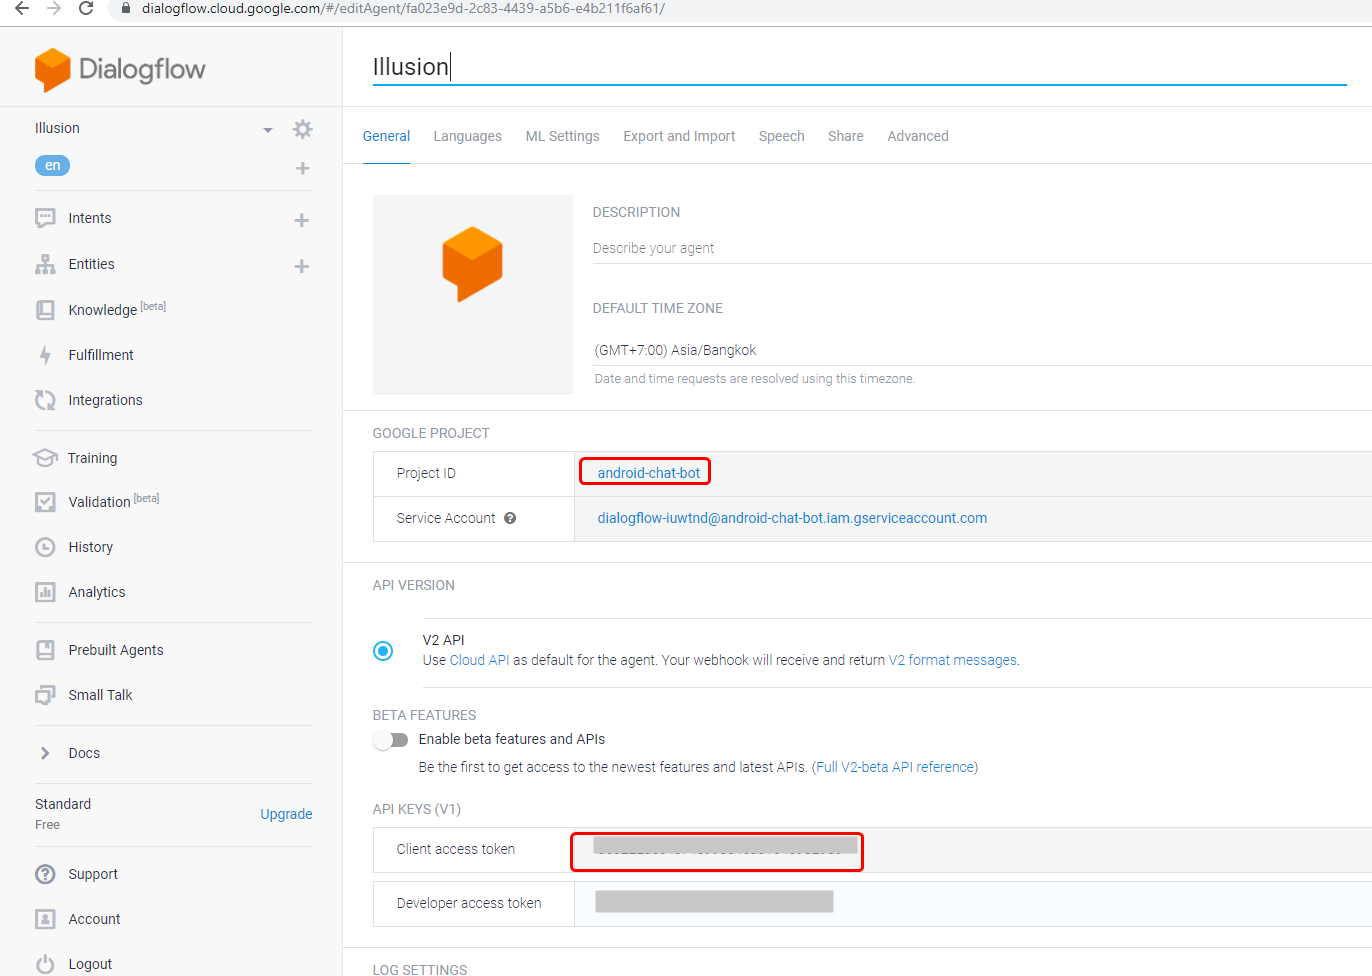 dialogflow.cloud.google.com/#/editAgent/fa023e9d-2c83-4439-a5b6-e4b211f6af61/
Dialogflow
Illusion
en
Intents
Entities
Knowledge [beta]
Fulfillment
Integrations
Training
Validation [beta]
History
Analytics
Prebuilt Agents
Small Talk
Docs
Standard
Free
Upgrade
Support
Account
Logout
Illusion
General Languages ML Settings Export and Import Speech Share Advanced
DESCRIPTION
Describe your agent
DEFAULT TIME ZONE
(GMT+7:00) Asia/Bangkok
Date and time requests are resolved using this timezone.
GOOGLE PROJECT
Project ID android-chat-bot
Service Account ? dialogflow-iuwtnd@android-chat-bot.iam.gserviceaccount.com
API VERSION
V2 API
Use Cloud API as default for the agent. Your webhook will receive and return V2 format messages.
BETA FEATURES
Enable beta features and APIs
Be the first to get access to the newest features and latest APIs. (Full V2-beta API reference)
API KEYS (V1)
Client access token
Developer access token
LOG SETTINGS